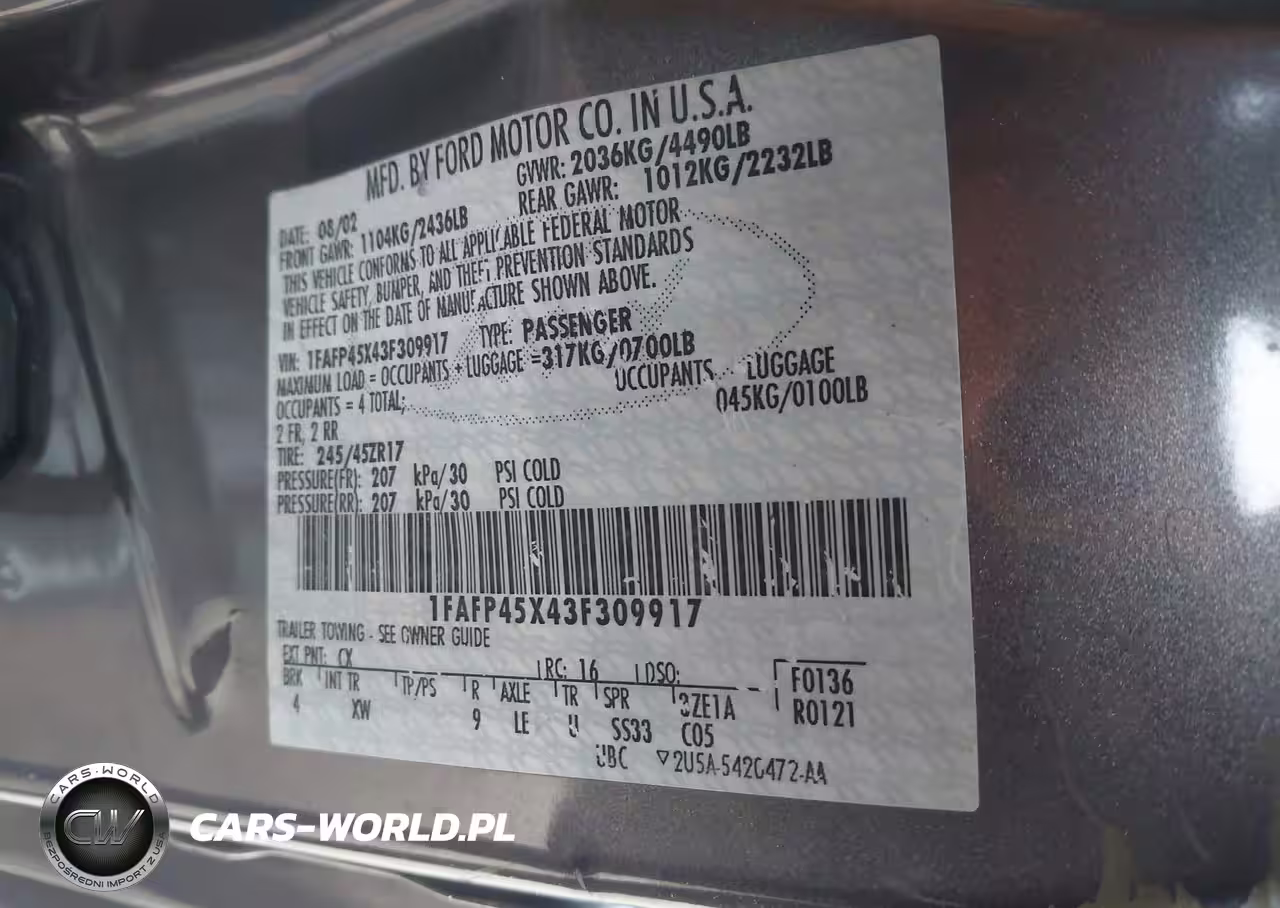 MFD. BY FORD MOTOR CO. IN U.S.A.
DATE: 08/02 GVWR: 2036KG/4490LB
FRONT GAWR: 1104KG/2436LB REAR GAWR: 1012KG/2232LB
THIS VEHICLE CONFORMS TO ALL APPLICABLE FEDERAL MOTOR
VEHICLE SAFETY, BUMPER, AND THEFT PREVENTION STANDARDS
IN EFFECT ON THE DATE OF MANUFACTURE SHOWN ABOVE.
VIN: 1FAFP45X43F309917 TYPE: PASSENGER
MAXIMUM LOAD = OCCUPANTS + LUGGAGE =317KG/0700LB
OCCUPANTS = 4 TOTAL; OCCUPANTS LUGGAGE
2 FR, 2 RR 045KG/0100LB
TIRE: 245/45ZR17
PRESSURE(FR): 207 kPa/30 PSI COLD
PRESSURE(RR): 207 kPa/30 PSI COLD
1FAFP45X43F309917
TRAILER TOWING - SEE OWNER GUIDE
EXT PNT: CX RC: 16 DSO: F0136
BRK INT TR TP/PS R AXLE TR SPR 3ZE1A R0121
4 XW 9 LE U SS33 C05
UBC 2U5A-5420472-AA
CARS-WORLD
CW
BEZPOŚREDNI IMPORT Z USA
CARS-WORLD.PL